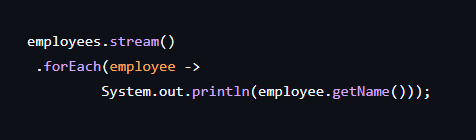 employees.stream()
.forEach(employee ->
System.out.println(employee.getName()));